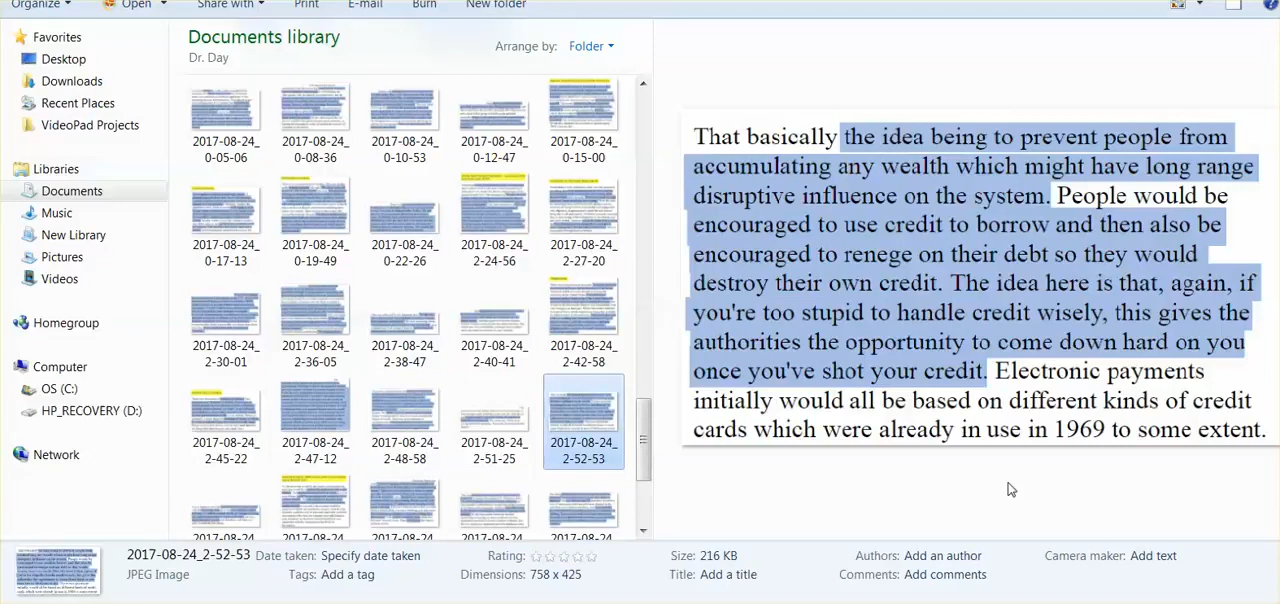 Organize
Open
Share with
Print
E-mail
Burn
New folder
Favorites
Desktop
Downloads
Recent Places
VideoPad Projects
Libraries
Documents
Music
New Library
Pictures
Videos
Homegroup
Computer
OS (C:)
HP_RECOVERY (D:)
Network
Documents library
Dr. Day
Arrange by: Folder
2017-08-24_
0-05-06
2017-08-24_
0-08-36
2017-08-24_
0-10-53
2017-08-24_
0-12-47
2017-08-24_
0-15-00
2017-08-24_
0-17-13
2017-08-24_
0-19-49
2017-08-24_
0-22-26
2017-08-24_
2-24-56
2017-08-24_
2-27-20
2017-08-24_
2-30-01
2017-08-24_
2-36-05
2017-08-24_
2-38-47
2017-08-24_
2-40-41
2017-08-24_
2-42-58
2017-08-24_
2-45-22
2017-08-24_
2-47-12
2017-08-24_
2-48-58
2017-08-24_
2-51-25
2017-08-24_
2-52-53
2017-08-24
2017-08-24
2017-08-24
2017-08-24
2017-08-24
That basically the idea being to prevent people from
accumulating any wealth which might have long range
disruptive influence on the system. People would be
encouraged to use credit to borrow and then also be
encouraged to renege on their debt so they would
destroy their own credit. The idea here is that, again, if
you're too stupid to handle credit wisely, this gives the
authorities the opportunity to come down hard on you
once you've shot your credit. Electronic payments
initially would all be based on different kinds of credit
cards which were already in use in 1969 to some extent.
2017-08-24_2-52-53
JPEG Image
Date taken: Specify date taken
Tags: Add a tag
Rating:
Dimensions: 758 x 425
Size: 216 KB
Title: Add a title
Authors: Add an author
Comments: Add comments
Camera maker: Add text